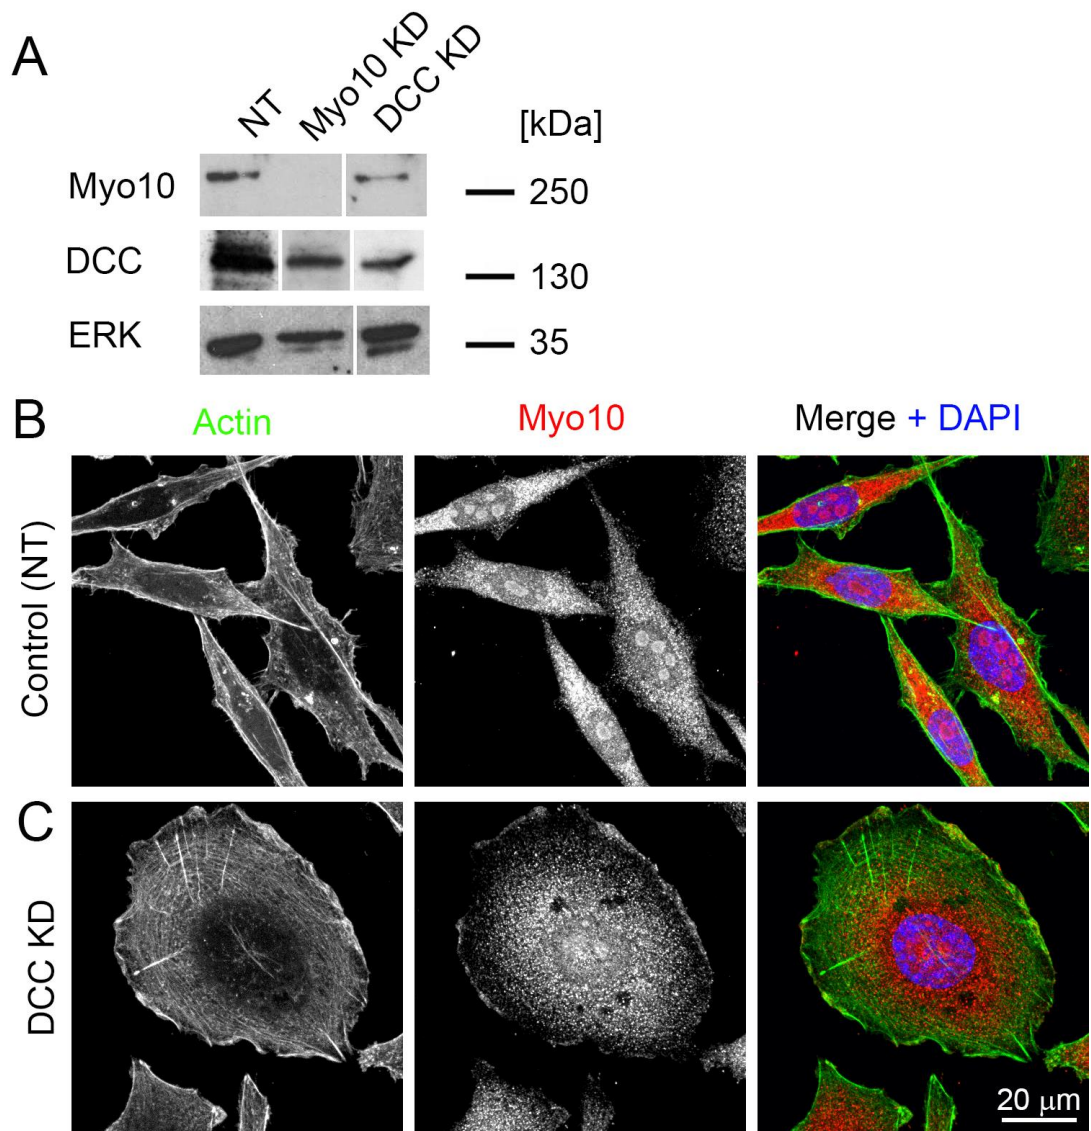 A
NT
Myo10 KD
DCC KD
[kDa]
Myo10
250
DCC
130
ERK
35
B
Actin
Myo10
Merge + DAPI
Control (NT)
C
DCC KD
20 μm